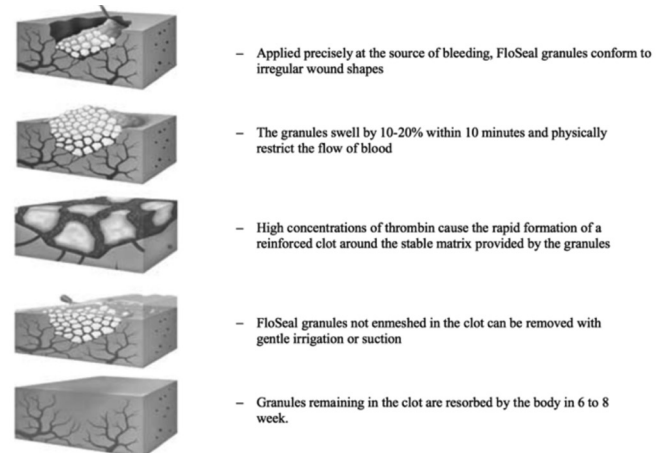 – Applied precisely at the source of bleeding, FloSeal granules conform to
irregular wound shapes
– The granules swell by 10-20% within 10 minutes and physically
restrict the flow of blood
– High concentrations of thrombin cause the rapid formation of a
reinforced clot around the stable matrix provided by the granules
– FloSeal granules not enmeshed in the clot can be removed with
gentle irrigation or suction
– Granules remaining in the clot are resorbed by the body in 6 to 8
week.